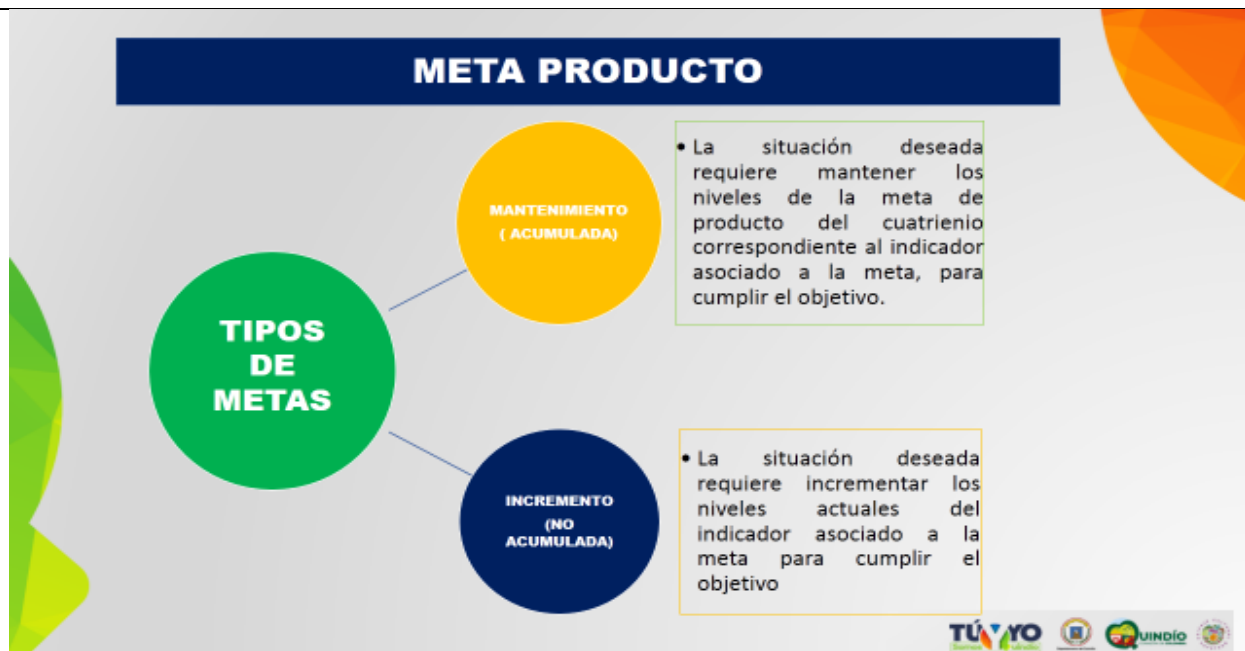 META PRODUCTO
MANTENIMIENTO
( ACUMULADA)
• La situación deseada
requiere mantener los
niveles de la meta de
producto del cuatrienio
correspondiente al indicador
asociado a la meta, para
cumplir el objetivo.
TIPOS
DE
METAS
INCREMENTO
(NO
ACUMULADA)
• La situación deseada
requiere incrementar los
niveles actuales del
indicador asociado a la
meta para cumplir el
objetivo
TÚ Y YO
QUINDÍO